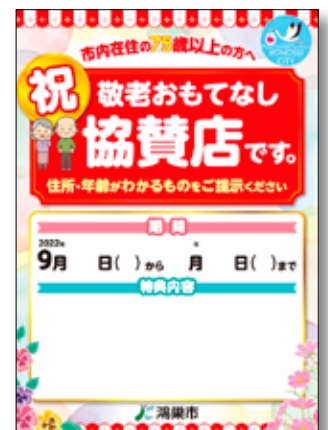 市内在住の75歳以上の方へ
KONOSU
CITY
祝
敬老おもてなし
協賛店です。
住所・年齢がわかるものをご提示ください
期間
2022年 年
9月 日( )から 月 日( )まで
特典内容
鴻巣市